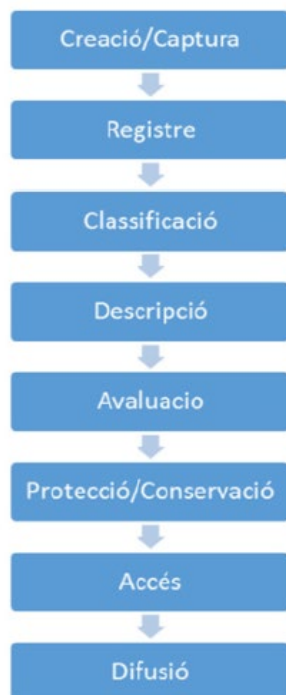 Creació/Captura
Registre
Classificació
Descripció
Avaluacio
Protecció/Conservació
Accés
Difusió